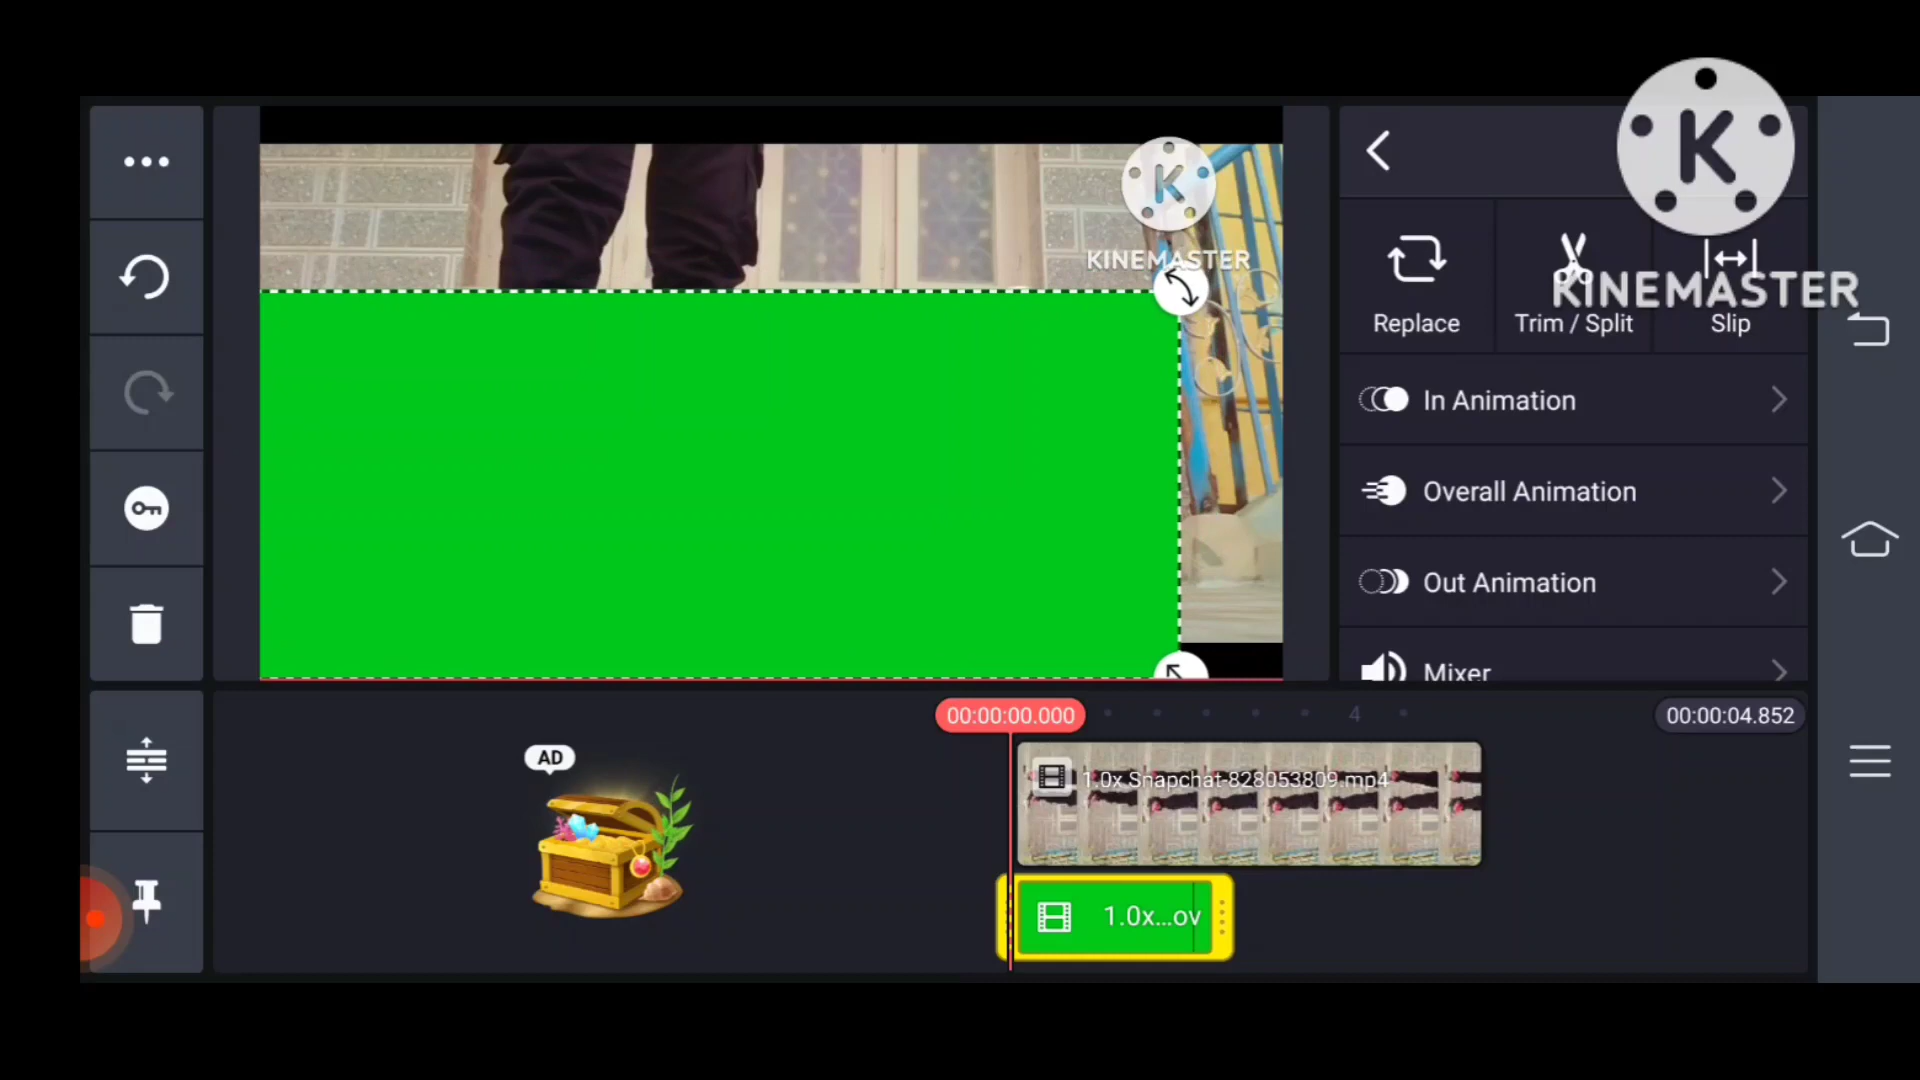 K
KINEMASTER
K
KINEMASTER
Replace
Trim / Split
Slip
In Animation
Overall Animation
Out Animation
Mixer
00:00:00.000
4
00:00:04.852
AD
1.0x Snapchat-828053809.mp4
1.0x...ov